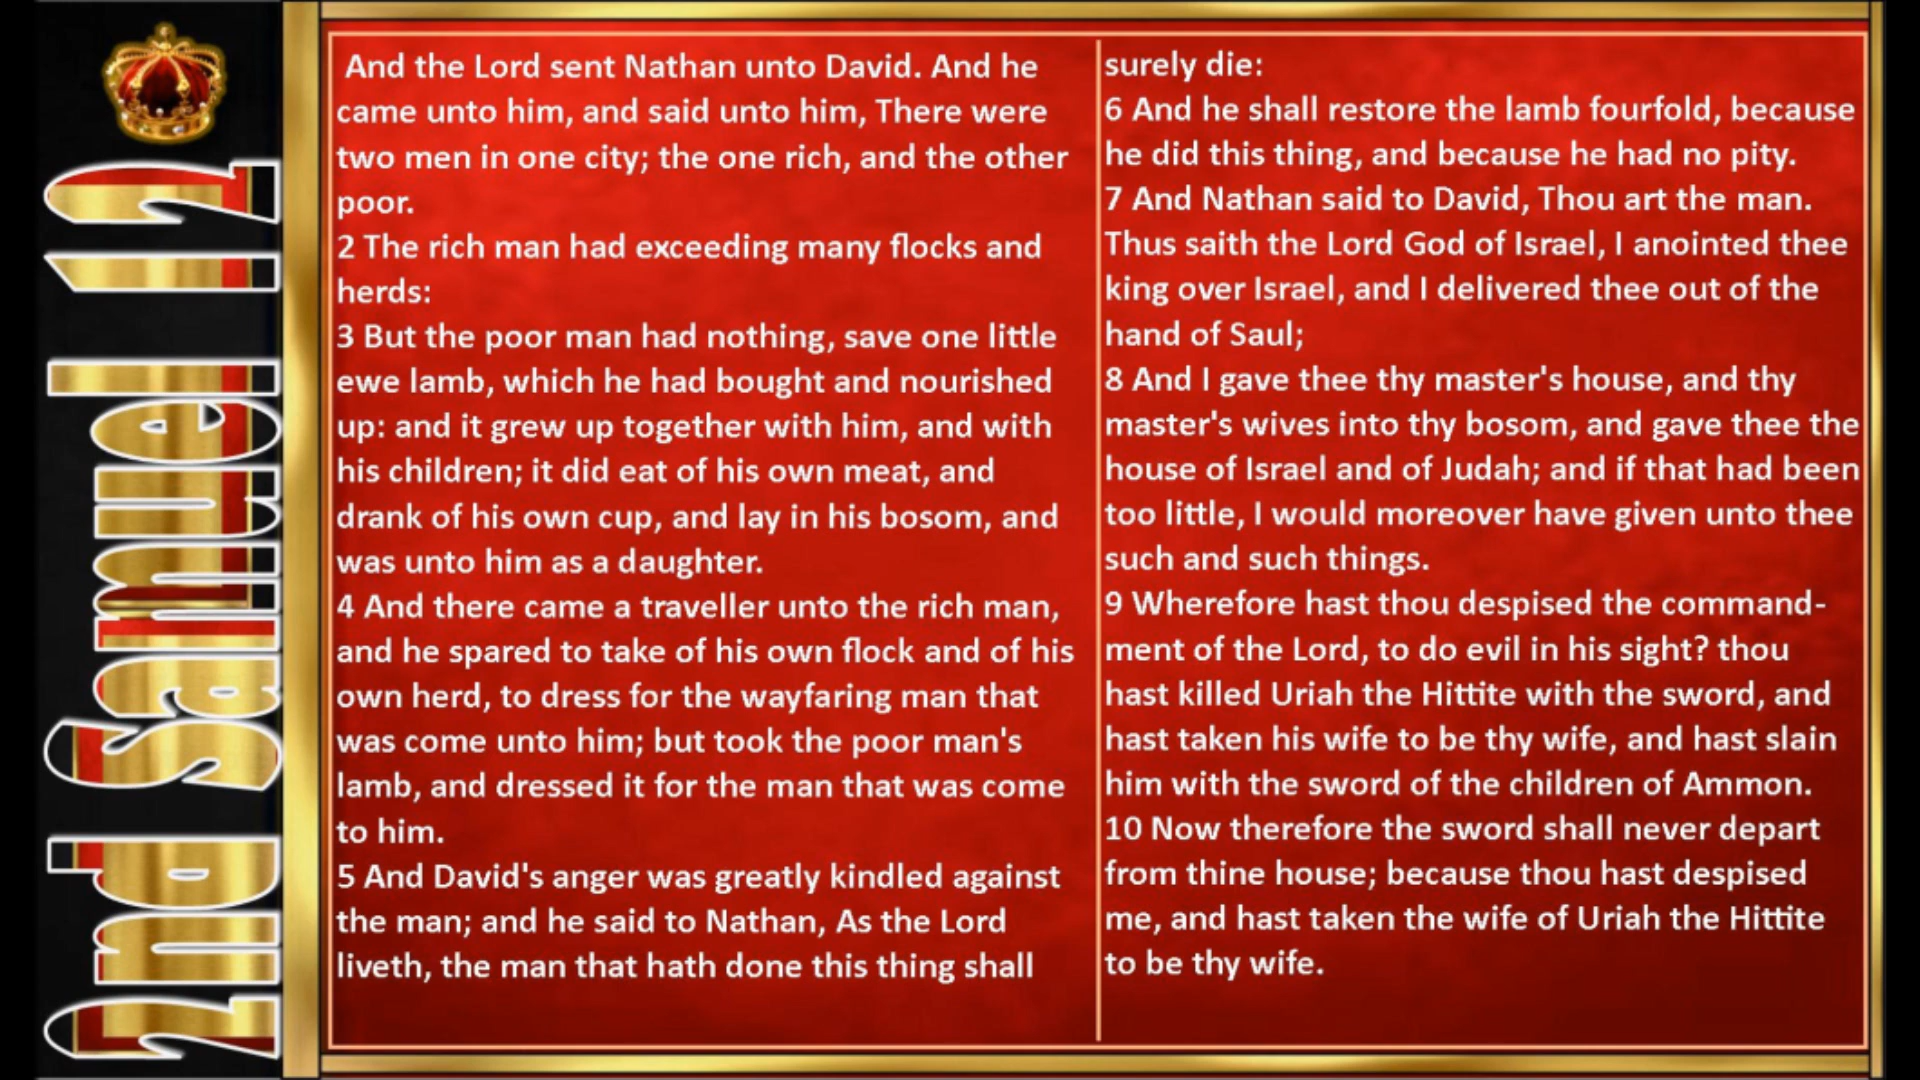 2nd Samuel 12
And the Lord sent Nathan unto David. And he
came unto him, and said unto him, There were
two men in one city; the one rich, and the other
poor.
2 The rich man had exceeding many flocks and
herds:
3 But the poor man had nothing, save one little
ewe lamb, which he had bought and nourished
up: and it grew up together with him, and with
his children; it did eat of his own meat, and
drank of his own cup, and lay in his bosom, and
was unto him as a daughter.
4 And there came a traveller unto the rich man,
and he spared to take of his own flock and of his
own herd, to dress for the wayfaring man that
was come unto him; but took the poor man's
lamb, and dressed it for the man that was come
to him.
5 And David's anger was greatly kindled against
the man; and he said to Nathan, As the Lord
liveth, the man that hath done this thing shall
surely die:
6 And he shall restore the lamb fourfold, because
he did this thing, and because he had no pity.
7 And Nathan said to David, Thou art the man.
Thus saith the Lord God of Israel, I anointed thee
king over Israel, and I delivered thee out of the
hand of Saul;
8 And I gave thee thy master's house, and thy
master's wives into thy bosom, and gave thee the
house of Israel and of Judah; and if that had been
too little, I would moreover have given unto thee
such and such things.
9 Wherefore hast thou despised the command-
ment of the Lord, to do evil in his sight? thou
hast killed Uriah the Hittite with the sword, and
hast taken his wife to be thy wife, and hast slain
him with the sword of the children of Ammon.
10 Now therefore the sword shall never depart
from thine house; because thou hast despised
me, and hast taken the wife of Uriah the Hittite
to be thy wife.